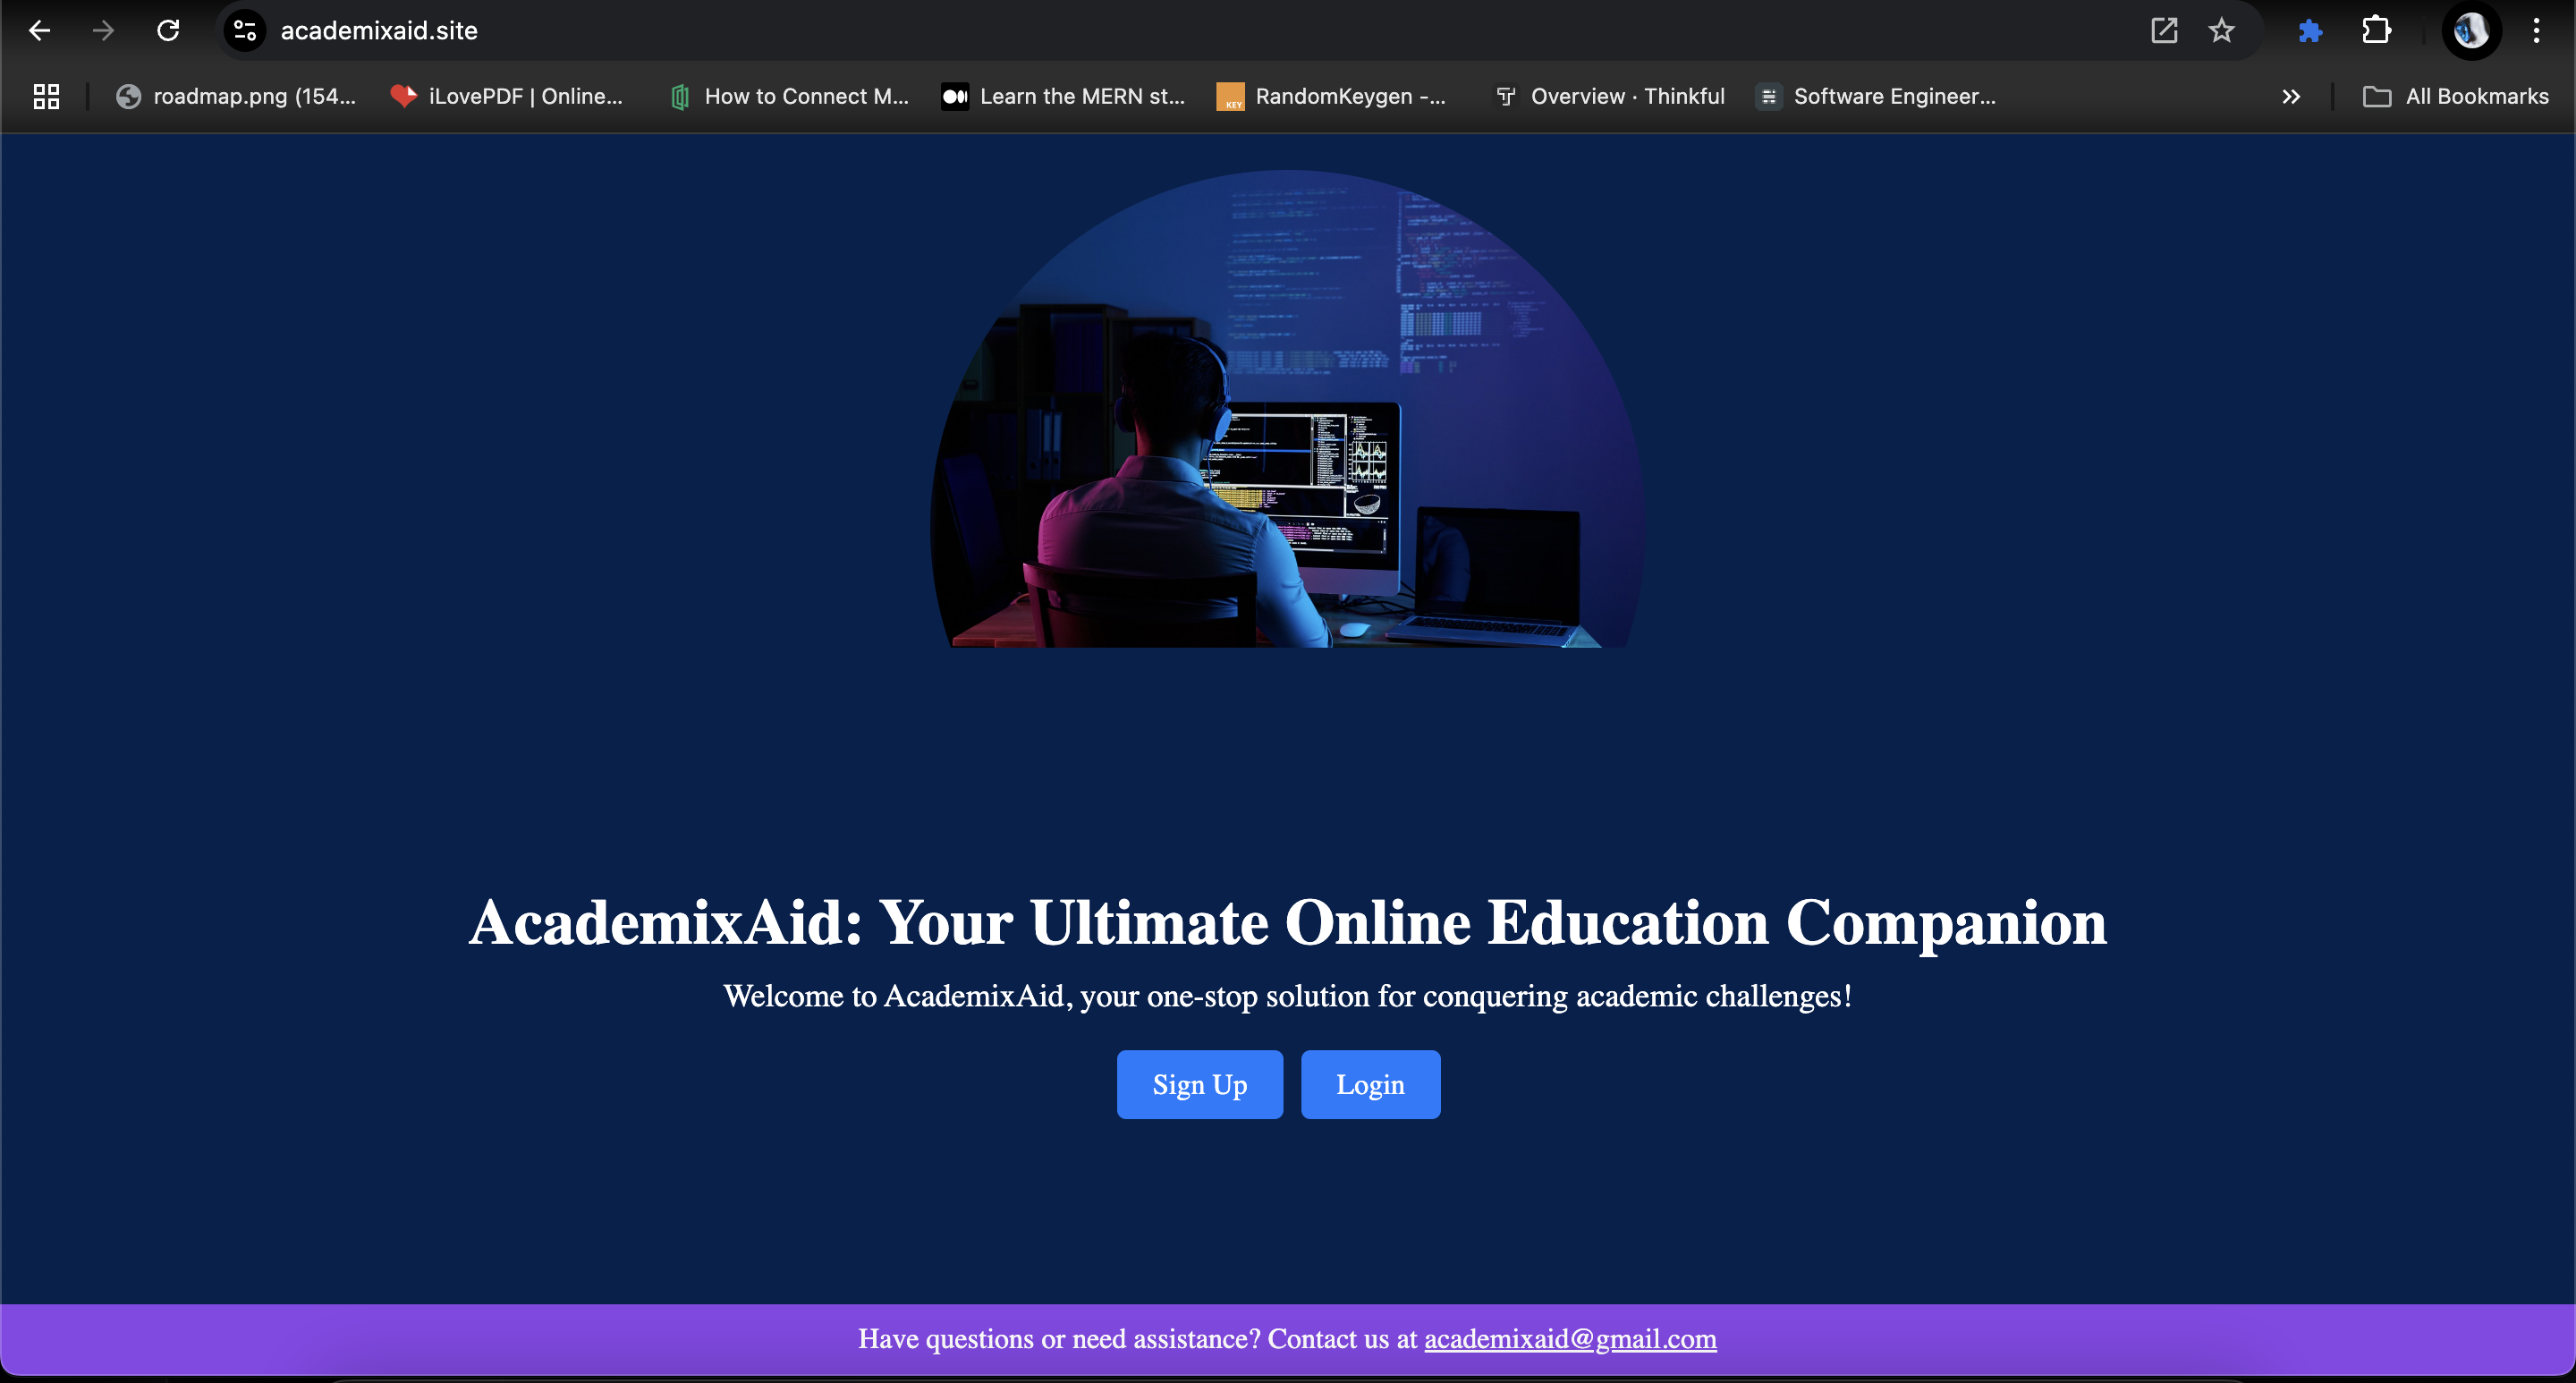 academixaid.site
roadmap.png (154...
iLovePDF | Online...
How to Connect M...
Learn the MERN st...
KEY
RandomKeygen -...
Overview · Thinkful
Software Engineer...
All Bookmarks
AcademixAid: Your Ultimate Online Education Companion
Welcome to AcademixAid, your one-stop solution for conquering academic challenges!
Sign Up
Login
Have questions or need assistance? Contact us at academixaid@gmail.com